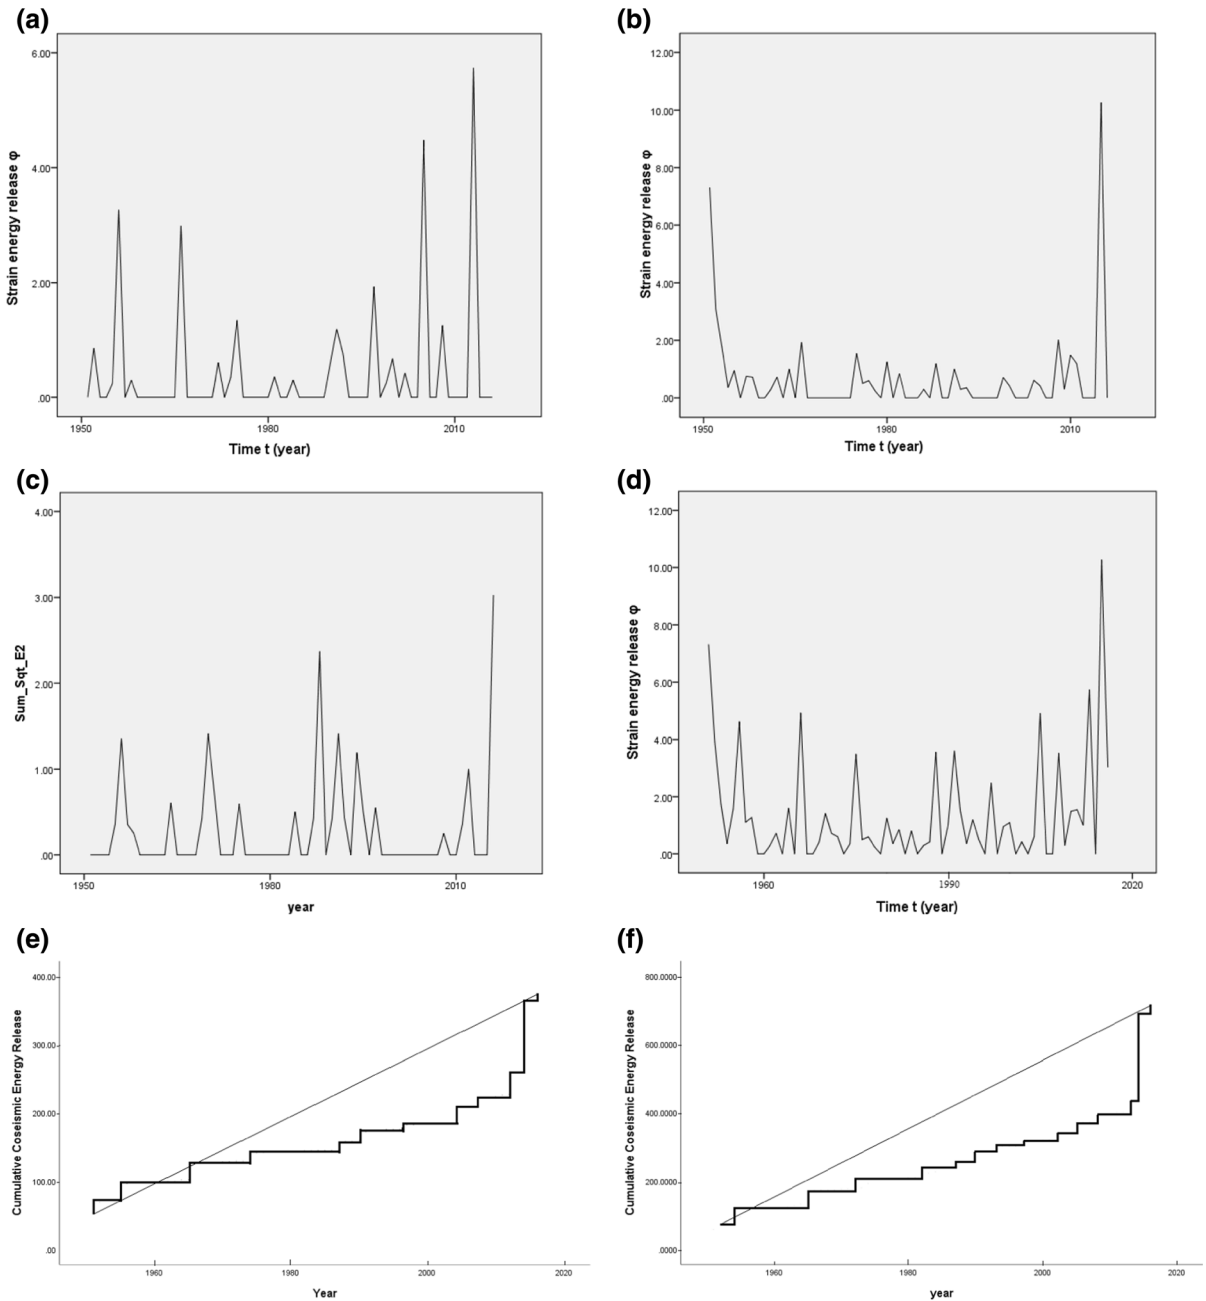 (a)
6.00
4.00
2.00
.00
Strain energy release φ
1950
1980
2010
Time t (year)
(b)
12.00
10.00
8.00
6.00
4.00
2.00
.00
Strain energy release φ
1950
1980
2010
Time t (year)
(c)
4.00
3.00
2.00
1.00
.00
Sum_Sqt_E2
1950
1980
2010
year
(d)
12.00
10.00
8.00
6.00
4.00
2.00
.00
Strain energy release φ
1960
1990
2020
Time t (year)
(e)
400.00
300.00
200.00
100.00
.00
Cumulative Coseismic Energy Release
1960
1980
2000
2020
Year
(f)
800.0000
600.0000
400.0000
200.0000
.0000
Cumulative Coseismic Energy Release
1960
1980
2000
2020
year